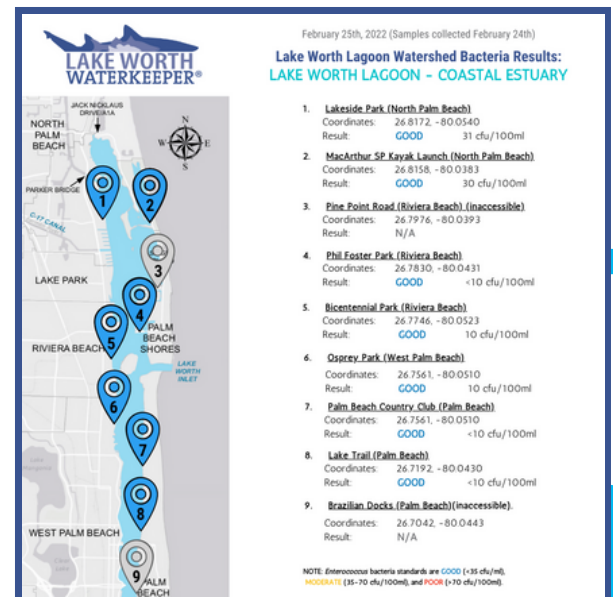 LAKE WORTH
WATERKEEPER®
JACK NICKLAUS
DRIVE/A1A
NORTH
PALM
BEACH
N
W
E
S
PARKER BRIDGE
1
2
C-17 CANAL
3
LAKE PARK
4
PALM
BEACH
SHORES
5
RIVIERA BEACH
LAKE
WORTH
INLET
6
7
8
WEST PALM BEACH
9
PALM
BEACH
February 25th, 2022 (Samples collected February 24th)
Lake Worth Lagoon Watershed Bacteria Results:
LAKE WORTH LAGOON - COASTAL ESTUARY
1. Lakeside Park (North Palm Beach)
Coordinates: 26.8172, -80.0540
Result: GOOD 31 cfu/100ml
2. MacArthur SP Kayak Launch (North Palm Beach)
Coordinates: 26.8158, -80.0383
Result: GOOD 30 cfu/100ml
3. Pine Point Road (Riviera Beach) (inaccessible)
Coordinates: 26.7976, -80.0393
Result: N/A
4. Phil Foster Park (Riviera Beach)
Coordinates: 26.7830, -80.0431
Result: GOOD <10 cfu/100ml
5. Bicentennial Park (Riviera Beach)
Coordinates: 26.7746, -80.0523
Result: GOOD 10 cfu/100ml
6. Osprey Park (West Palm Beach)
Coordinates: 26.7561, -80.0510
Result: GOOD 10 cfu/100ml
7. Palm Beach Country Club (Palm Beach)
Coordinates: 26.7561, -80.0510
Result: GOOD <10 cfu/100ml
8. Lake Trail (Palm Beach)
Coordinates: 26.7192, -80.0430
Result: GOOD <10 cfu/100ml
9. Brazilian Docks (Palm Beach)(inaccessible).
Coordinates: 26.7042, -80.0443
Result: N/A
NOTE: Enterococcus bacteria standards are GOOD (<35 cfu/ml),
MODERATE (35-70 cfu/100ml), and POOR (>70 cfu/100ml).